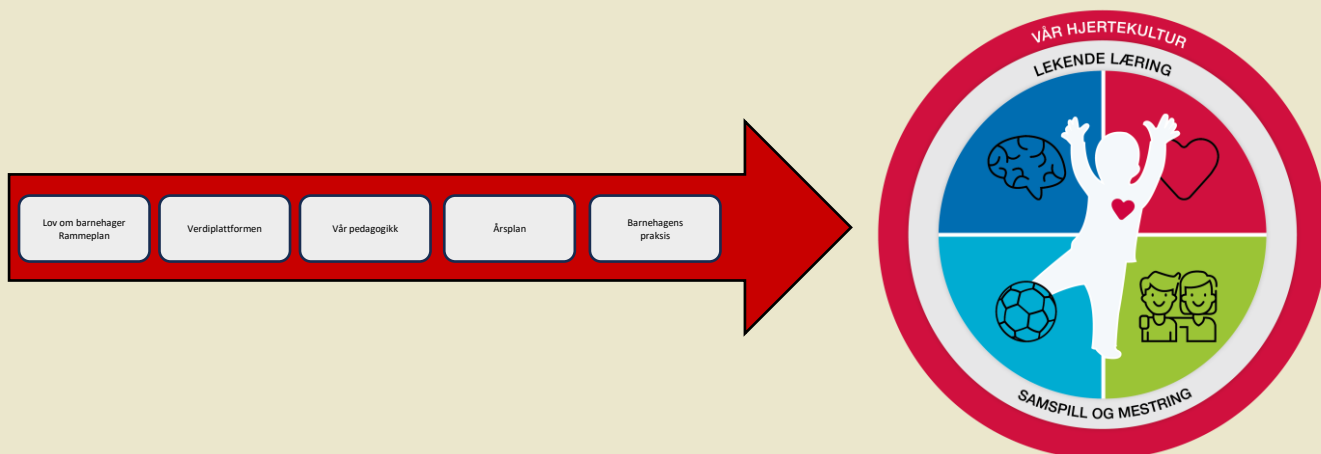 Lov om barnehager
Rammeplan
Verdiplattformen
Vår pedagogikk
Årsplan
Barnehagens
praksis
VÅR HJERTEKULTUR
LEKENDE LÆRING
SAMSPILL OG MESTRING